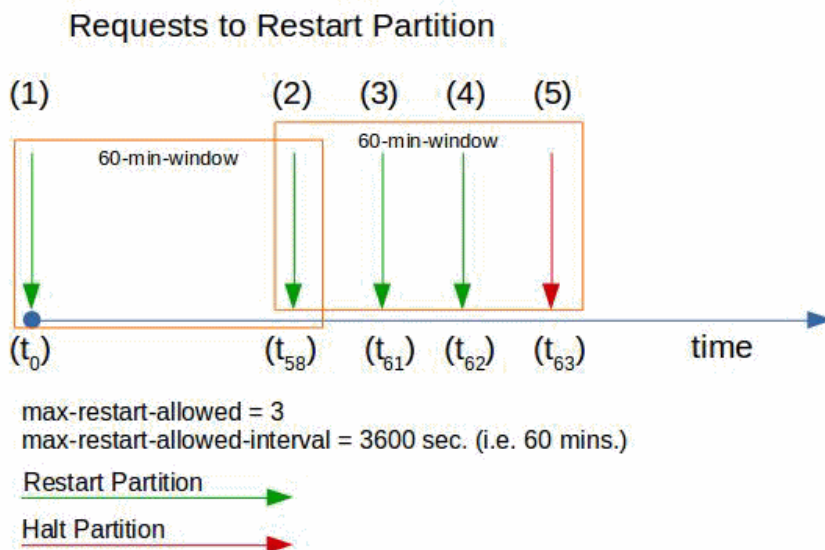 Requests to Restart Partition
(1) (2) (3) (4) (5)
60-min-window 60-min-window
(t0) (t58) (t61) (t62) (t63) time
max-restart-allowed = 3
max-restart-allowed-interval = 3600 sec. (i.e. 60 mins.)
Restart Partition
Halt Partition